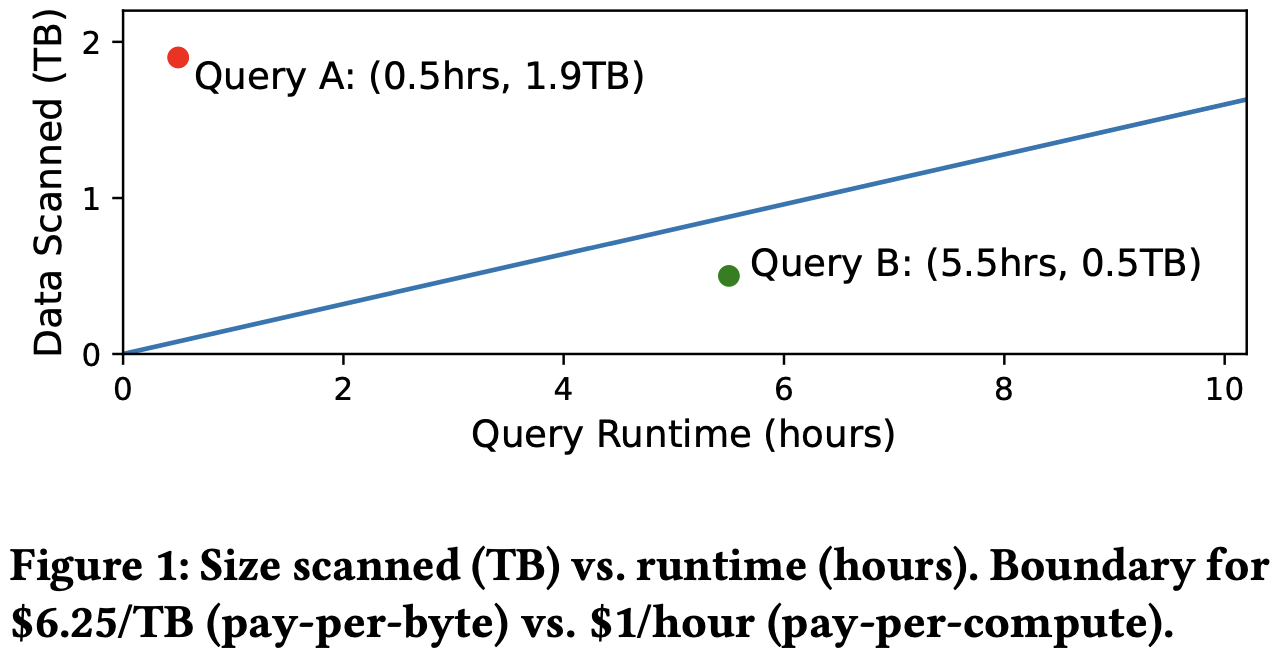 Data Scanned (TB)
2
1
0
Query A: (0.5hrs, 1.9TB)
Query B: (5.5hrs, 0.5TB)
0 2 4 6 8 10
Query Runtime (hours)
Figure 1: Size scanned (TB) vs. runtime (hours). Boundary for
$6.25/TB (pay-per-byte) vs. $1/hour (pay-per-compute).